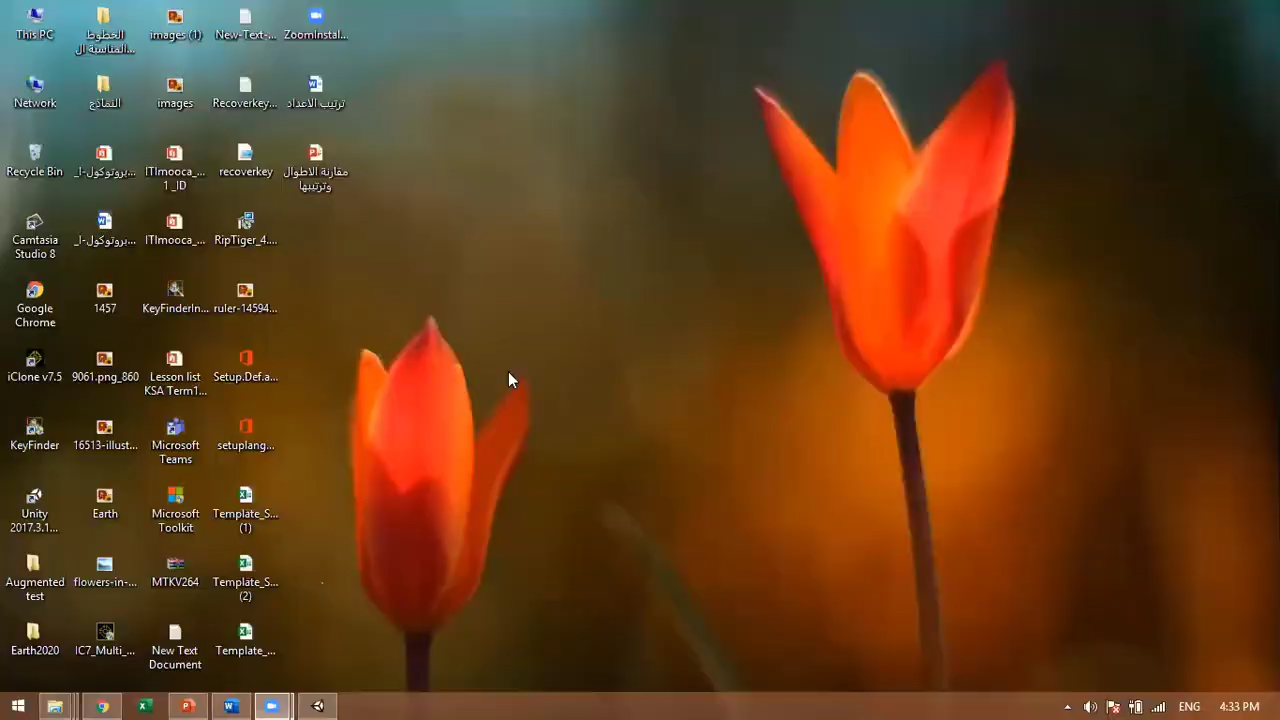 This PC
Network
Recycle Bin
Camtasia
Studio 8
Google
Chrome
iClone v7.5
KeyFinder
Unity
2017.3.1...
Augmented
test
Earth2020
الخطوط
المناسبة ال...
النماذج
بروتوكول-ا_...
بروتوكول-ا_...
1457
9061.png_860
16513-illust...
Earth
flowers-in-...
IC7_Multi_...
images (1)
images
ITImooca_...
1_ID
ITImooca_...
KeyFinderIn...
Lesson list
KSA Term1...
Microsoft
Teams
Microsoft
Toolkit
MTKV264
New Text
Document
New-Text-...
Recoverkey...
recoverkey
RipTiger_4....
ruler-14594...
Setup.Def.a...
setuplang...
Template_S...
(1)
Template_S...
(2)
Template_...
ZoomInstal...
ترتيب الاعداد
مقارنة الاطوال
وترتيبها
ENG
4:33 PM